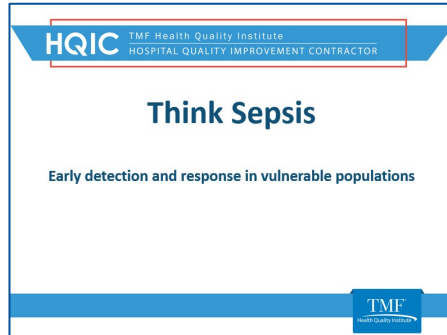 HQIC TMF Health Quality Institute
HOSPITAL QUALITY IMPROVEMENT CONTRACTOR
Think Sepsis
Early detection and response in vulnerable populations
TMF
Health Quality Institute